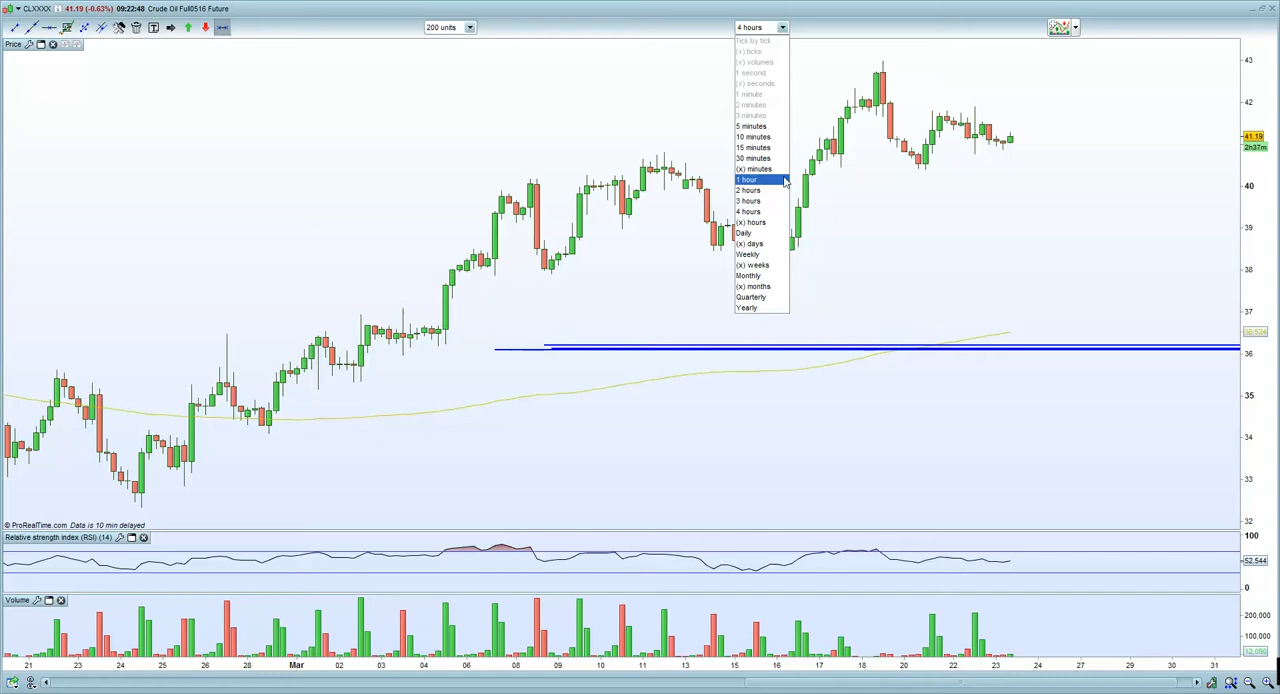 CLXXXX 41.19 (-0.63%) 09:22:48 Crude Oil Full0516 Future
200 units
4 hours
Price
Tick by tick
(x) ticks
(x) volumes
1 second
(x) seconds
1 minute
2 minutes
3 minutes
5 minutes
10 minutes
15 minutes
30 minutes
(x) minutes
1 hour
2 hours
3 hours
4 hours
(x) hours
Daily
(x) days
Weekly
(x) weeks
Monthly
(x) months
Quarterly
Yearly
43
42
41.19
2h37m
40
39
38
37
36
35
34
33
32
© ProRealTime.com Data is 10 min delayed
Relative strength index (RSI) (14)
100
52.544
0
Volume
200,000
100,000
21 23 24 25 26 28 Mar 02 03 04 06 08 08 10 11 13 15 16 17 18 20 22 23 24 27 29 30 31